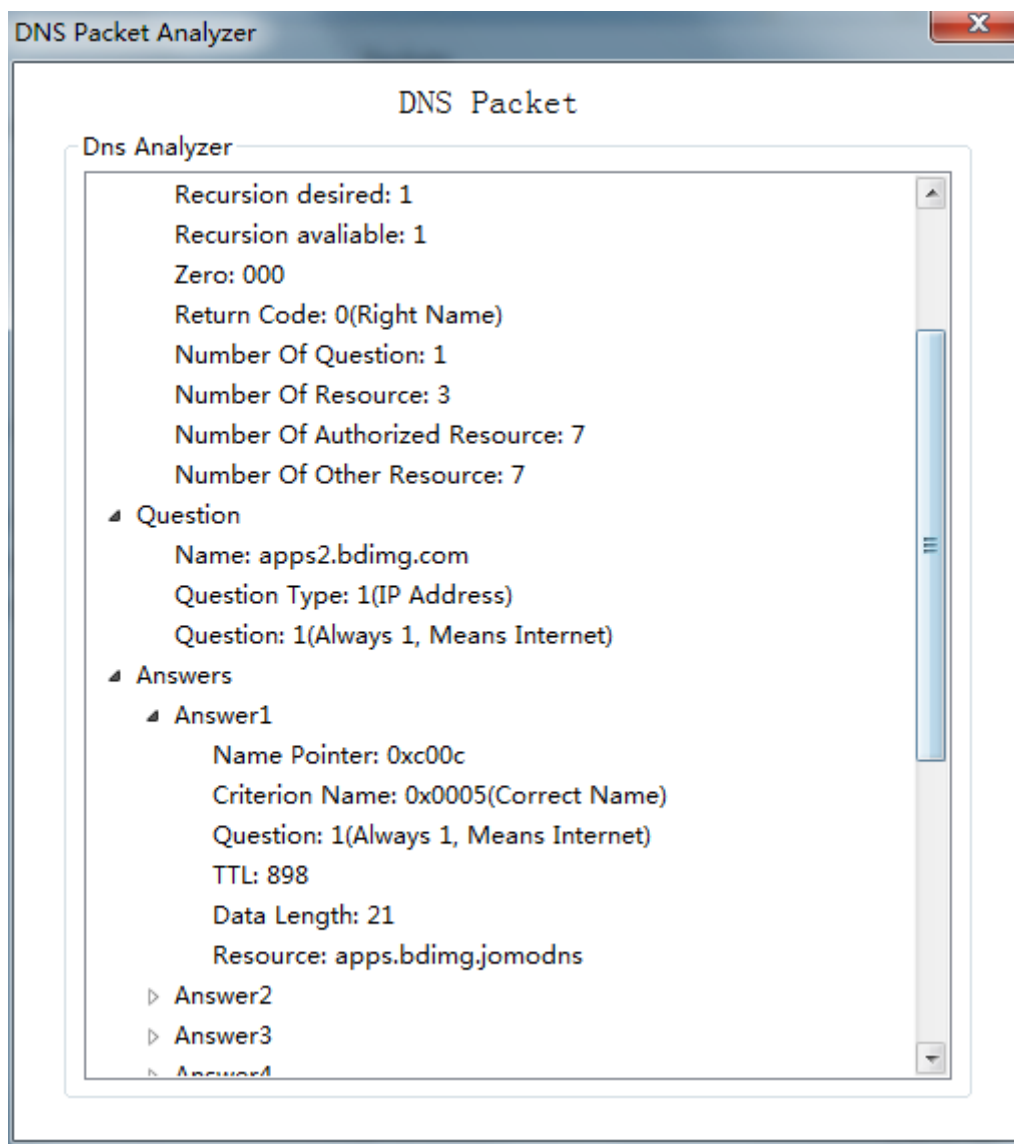 DNS Packet Analyzer
DNS Packet
Dns Analyzer
Recursion desired: 1
Recursion avaliable: 1
Zero: 000
Return Code: 0(Right Name)
Number Of Question: 1
Number Of Resource: 3
Number Of Authorized Resource: 7
Number Of Other Resource: 7
Question
Name: apps2.bdimg.com
Question Type: 1(IP Address)
Question: 1(Always 1, Means Internet)
Answers
Answer1
Name Pointer: 0xc00c
Criterion Name: 0x0005(Correct Name)
Question: 1(Always 1, Means Internet)
TTL: 898
Data Length: 21
Resource: apps.bdimg.jomodns
Answer2
Answer3
Answer4